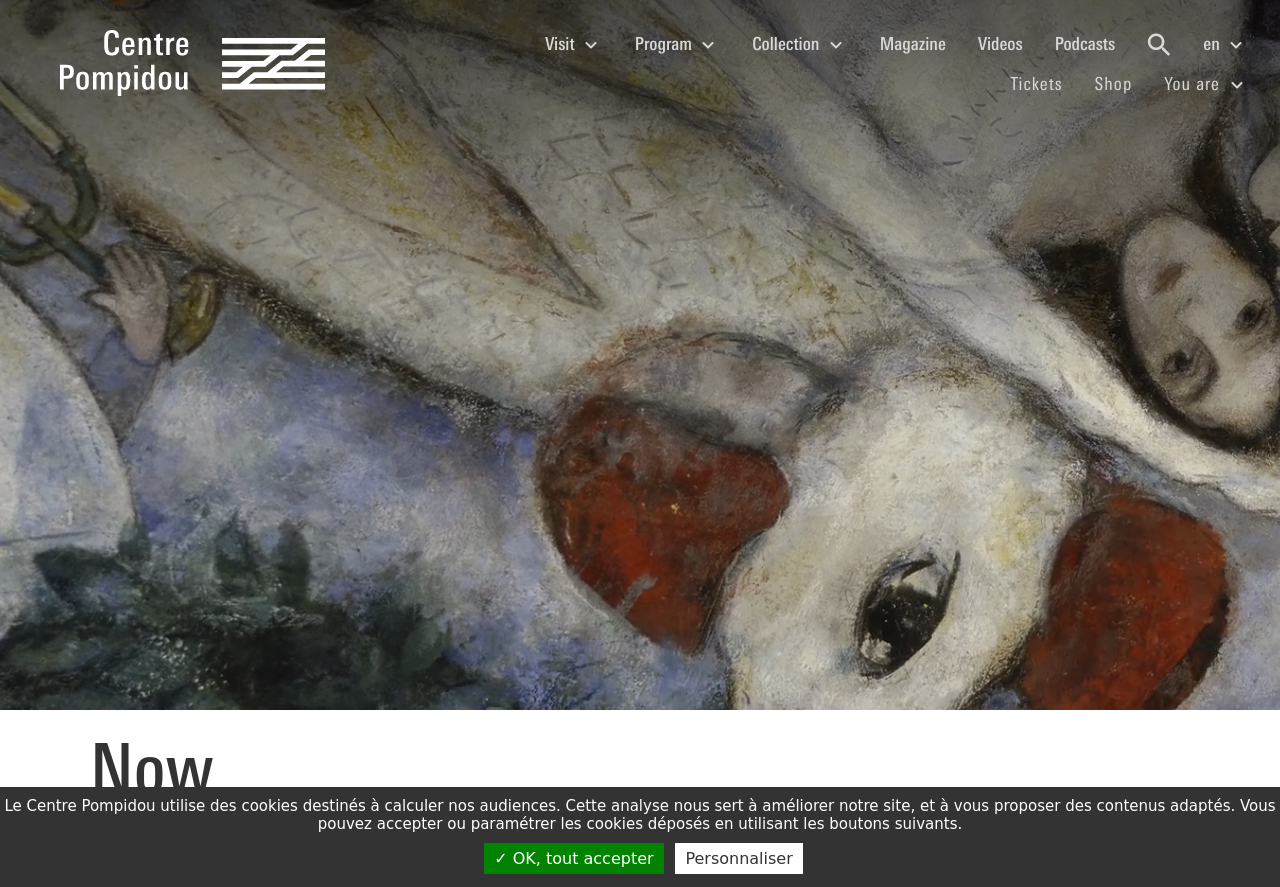 Centre
Pompidou
Visit Program Collection Magazine Videos Podcasts en
Tickets Shop You are
Now
Le Centre Pompidou utilise des cookies destinés à calculer nos audiences. Cette analyse nous sert à améliorer notre site, et à vous proposer des contenus adaptés. Vous
pouvez accepter ou paramétrer les cookies déposés en utilisant les boutons suivants.
✓ OK, tout accepter Personnaliser